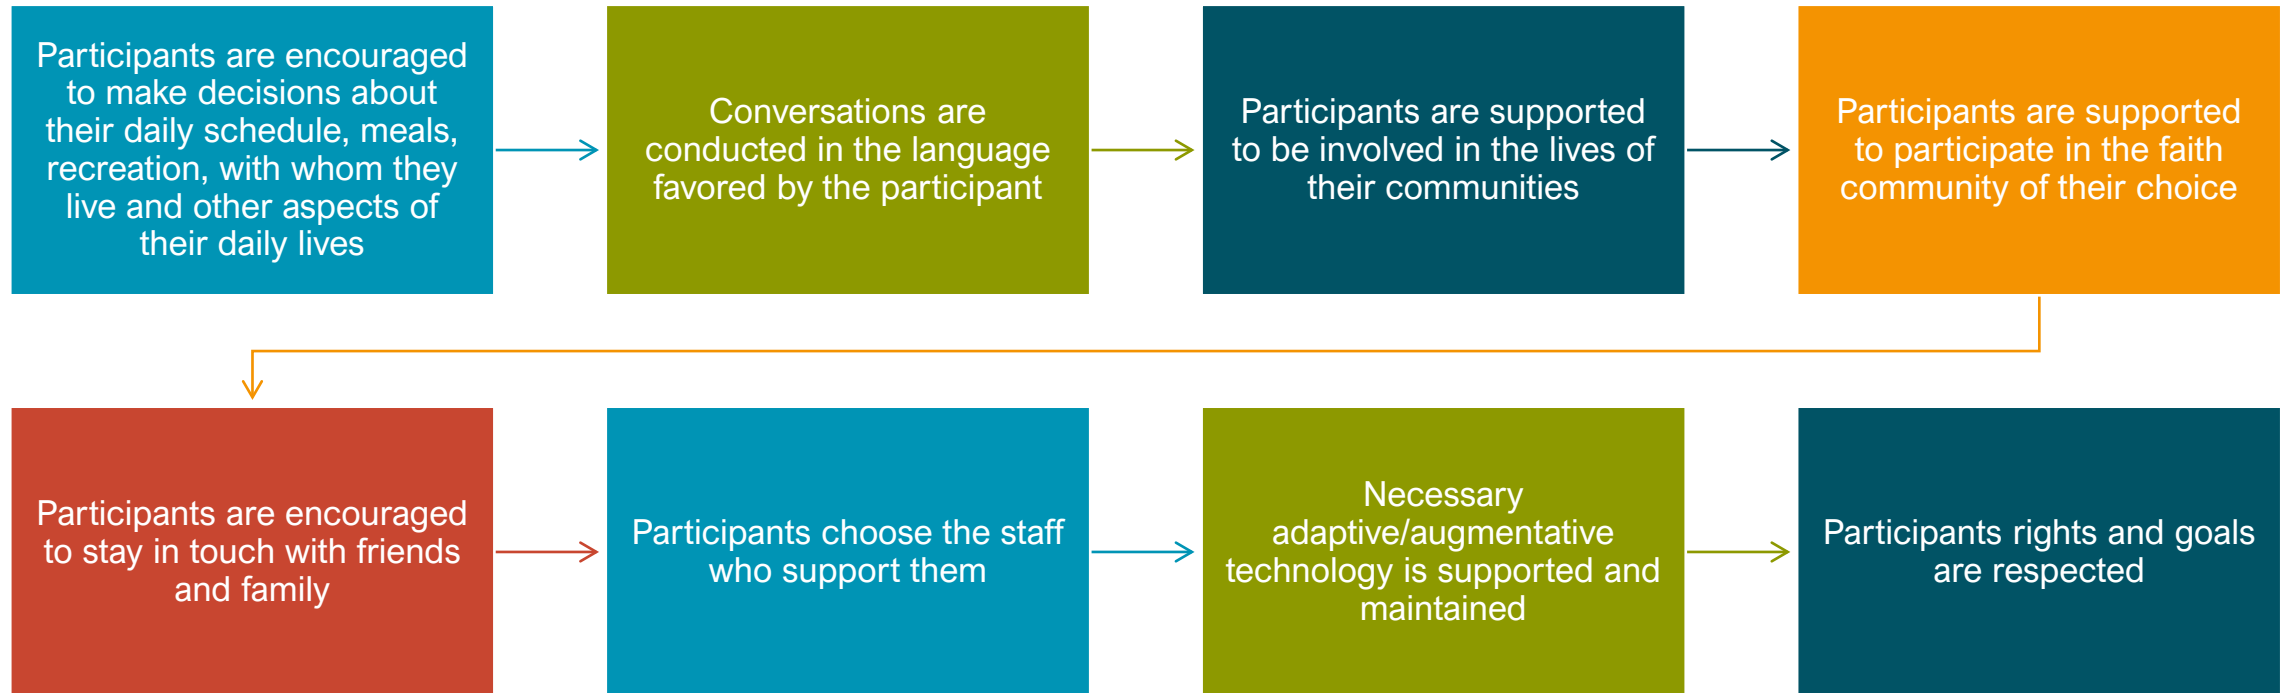 Participants are encouraged
to make decisions about
their daily schedule, meals,
recreation, with whom they
live and other aspects of
their daily lives
Conversations are
conducted in the language
favored by the participant
Participants are supported
to be involved in the lives of
their communities
Participants are supported
to participate in the faith
community of their choice
Participants are encouraged
to stay in touch with friends
and family
Participants choose the staff
who support them
Necessary
adaptive/augmentative
technology is supported and
maintained
Participants rights and goals
are respected